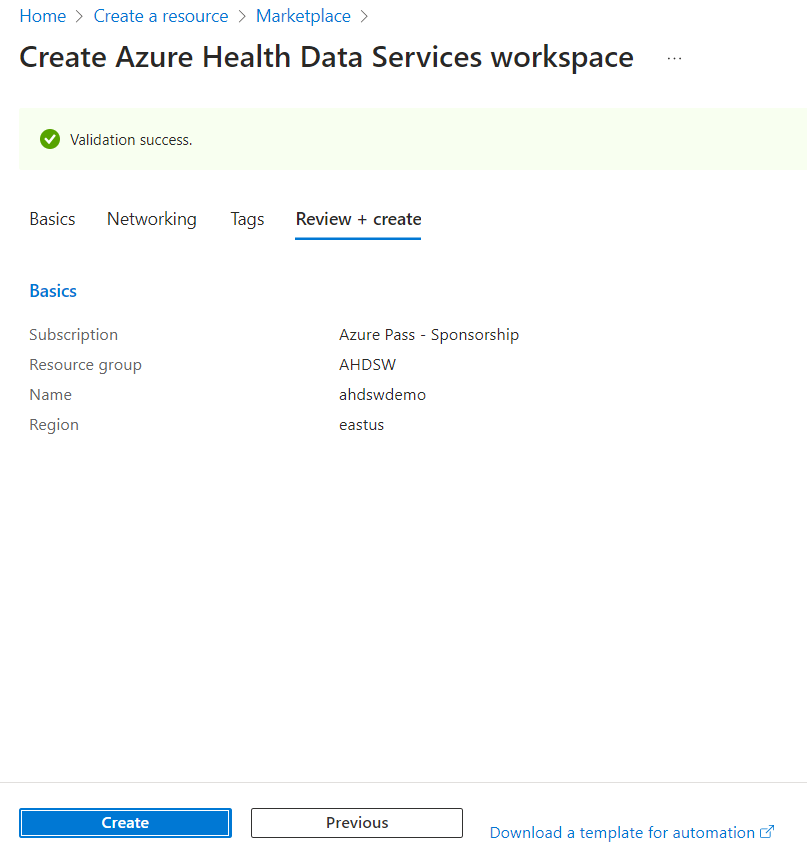 Home > Create a resource > Marketplace >
Create Azure Health Data Services workspace ...
Validation success.
Basics Networking Tags Review + create
Basics
Subscription Azure Pass - Sponsorship
Resource group AHDSW
Name ahdswdemo
Region eastus
Create Previous Download a template for automation